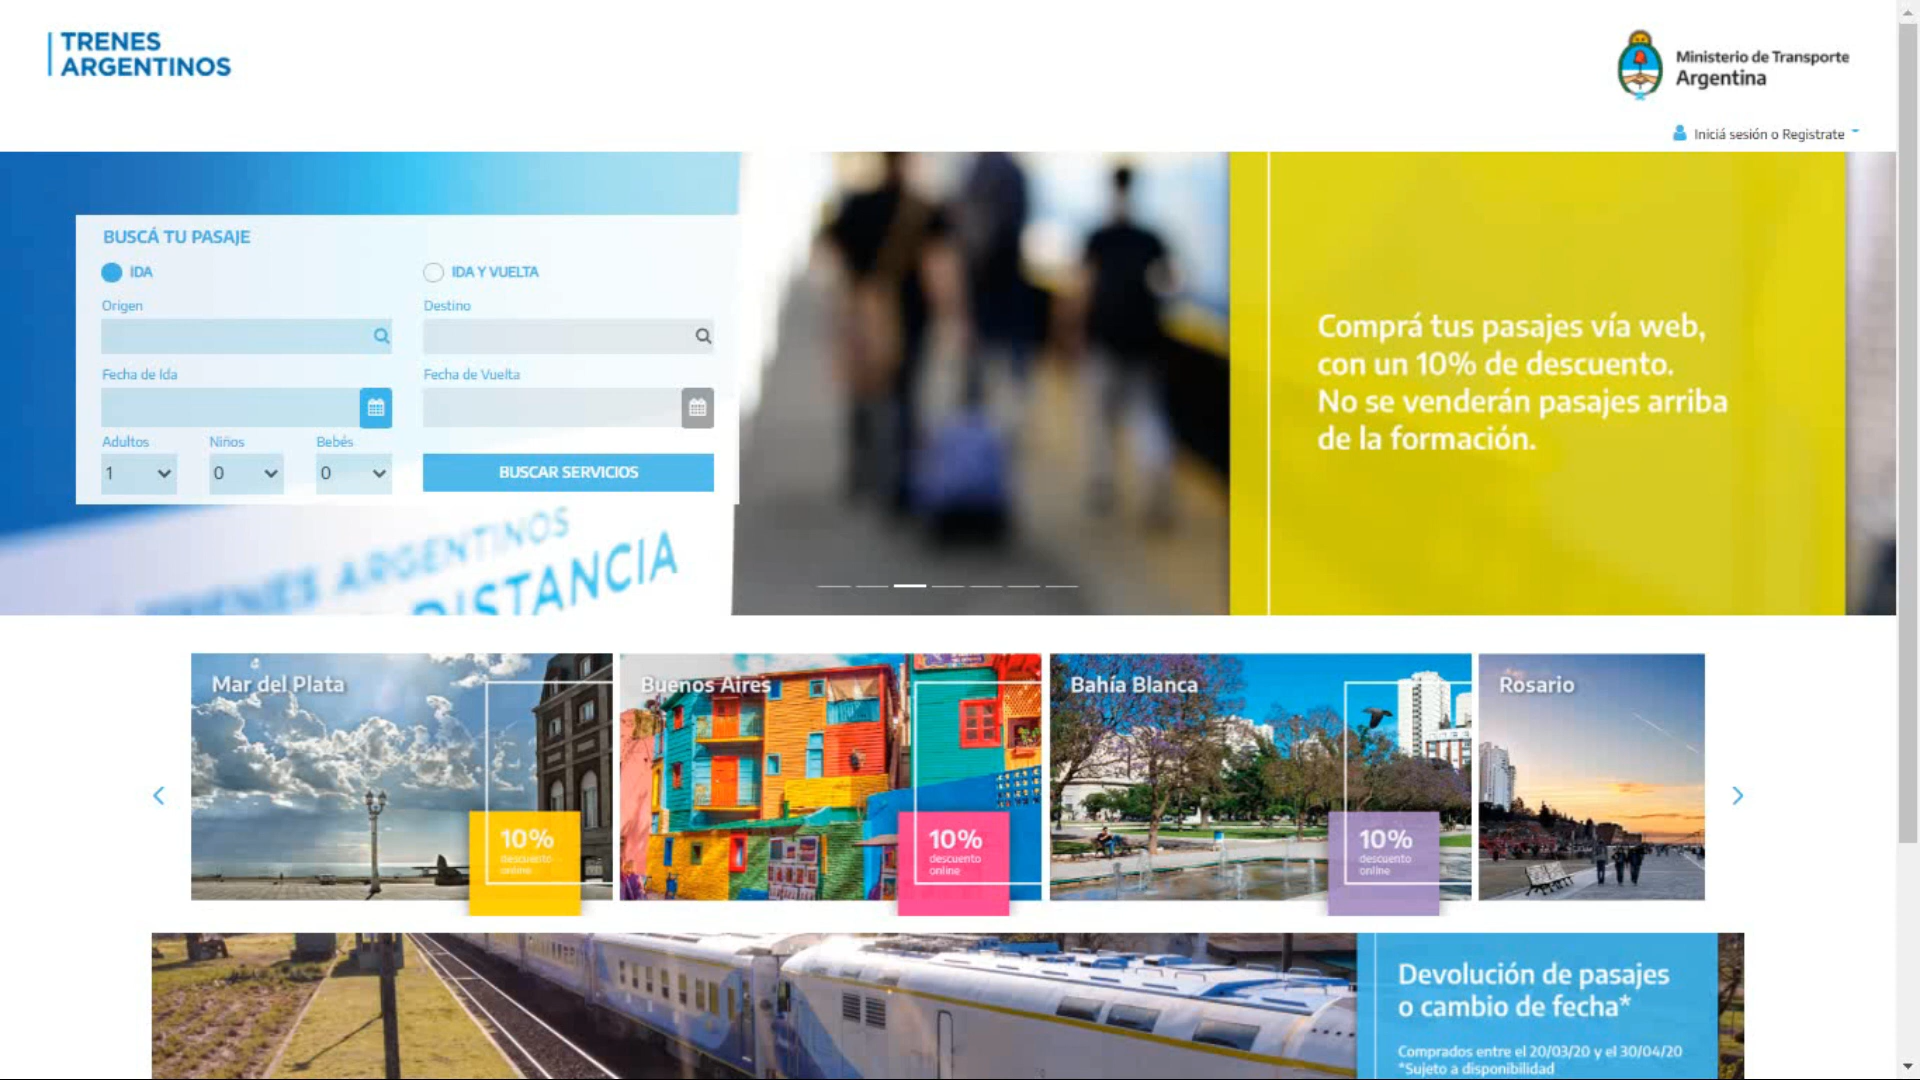 TRENES
ARGENTINOS
Ministerio de Transporte
Argentina
Iniciá sesión o Registrate
BUSCÁ TU PASAJE
IDA
IDA Y VUELTA
Origen
Destino
Fecha de Ida
Fecha de Vuelta
Adultos
Niños
Bebés
1
0
0
BUSCAR SERVICIOS
TRENES ARGENTINOS
DISTANCIA
Comprá tus pasajes vía web,
con un 10% de descuento.
No se venderán pasajes arriba
de la formación.
Mar del Plata
10%
descuento
online
Buenos Aires
10%
descuento
online
Bahía Blanca
10%
descuento
online
Rosario
Devolución de pasajes
o cambio de fecha*
Comprados entre el 20/03/20 y el 30/04/20
*Sujeto a disponibilidad